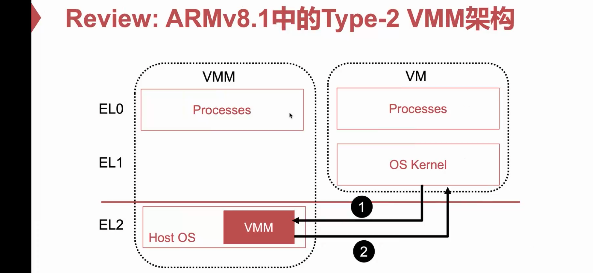 Review: ARMv8.1中的Type-2 VMM架构
VMM
VM
EL0
Processes
Processes
EL1
OS Kernel
1
EL2
Host OS
VMM
2